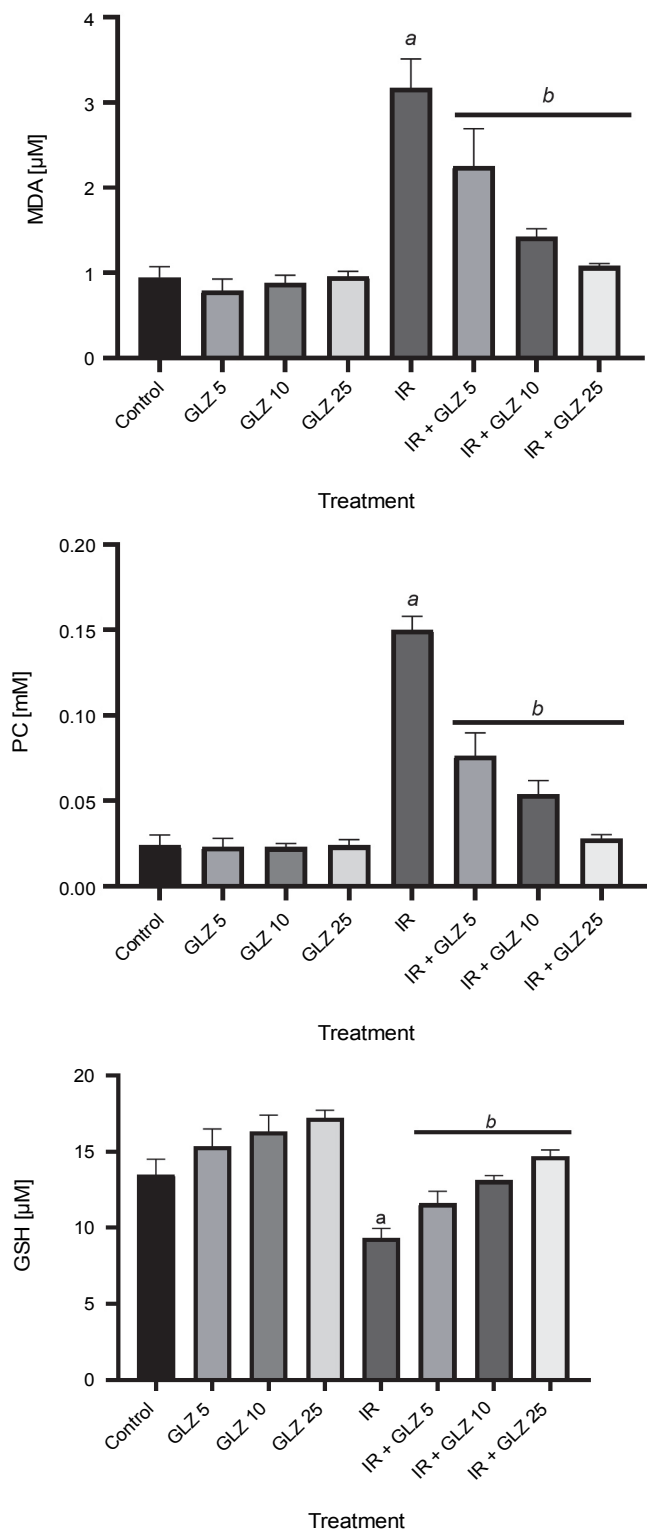 4
a
b
3
MDA [µM]
2
1
0
Control
GLZ 5
GLZ 10
GLZ 25
IR
IR + GLZ 5
IR + GLZ 10
IR + GLZ 25
Treatment
0.20
a
0.15
PC [mM]
b
0.10
0.05
0.00
Control
GLZ 5
GLZ 10
GLZ 25
IR
IR + GLZ 5
IR + GLZ 10
IR + GLZ 25
Treatment
20
b
15
GSH [µM]
a
10
5
0
Control
GLZ 5
GLZ 10
GLZ 25
IR
IR + GLZ 5
IR + GLZ 10
IR + GLZ 25
Treatment